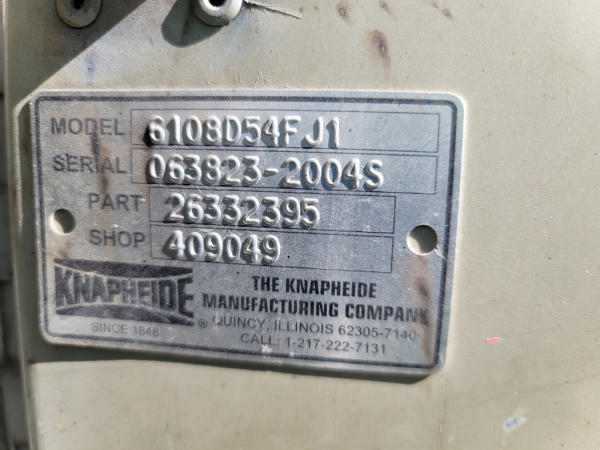 MODEL 6108D54FJ1
SERIAL 063823-2004S
PART 26332395
SHOP 409049
KNAPHEIDE
SINCE 1848
®
THE KNAPHEIDE
MANUFACTURING COMPANY
QUINCY, ILLINOIS 62305-7140
CALL: 1-217-222-7131